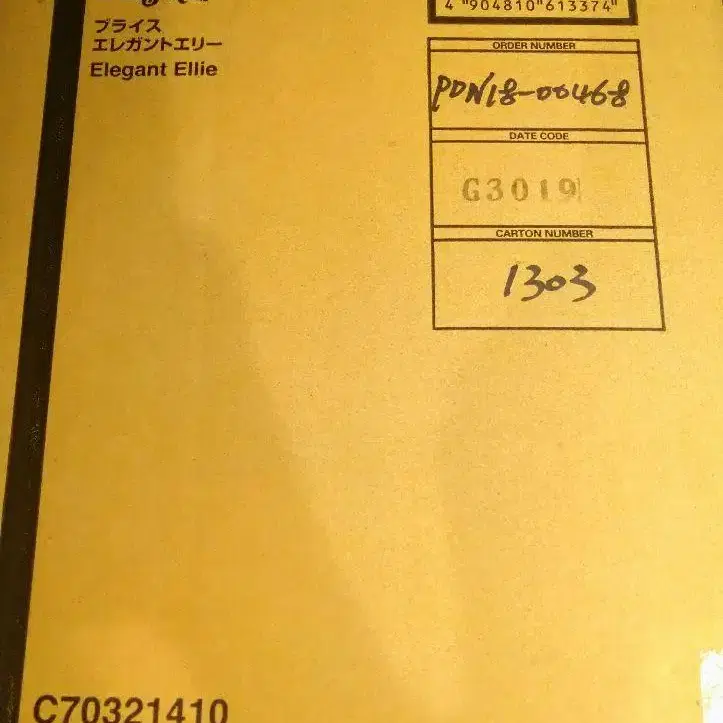 4 "904810"613374"
ブライス
エレガントエリー
Elegant Ellie
ORDER NUMBER
PDN18-00468
DATE CODE
G3019
CARTON NUMBER
1303
C70321410